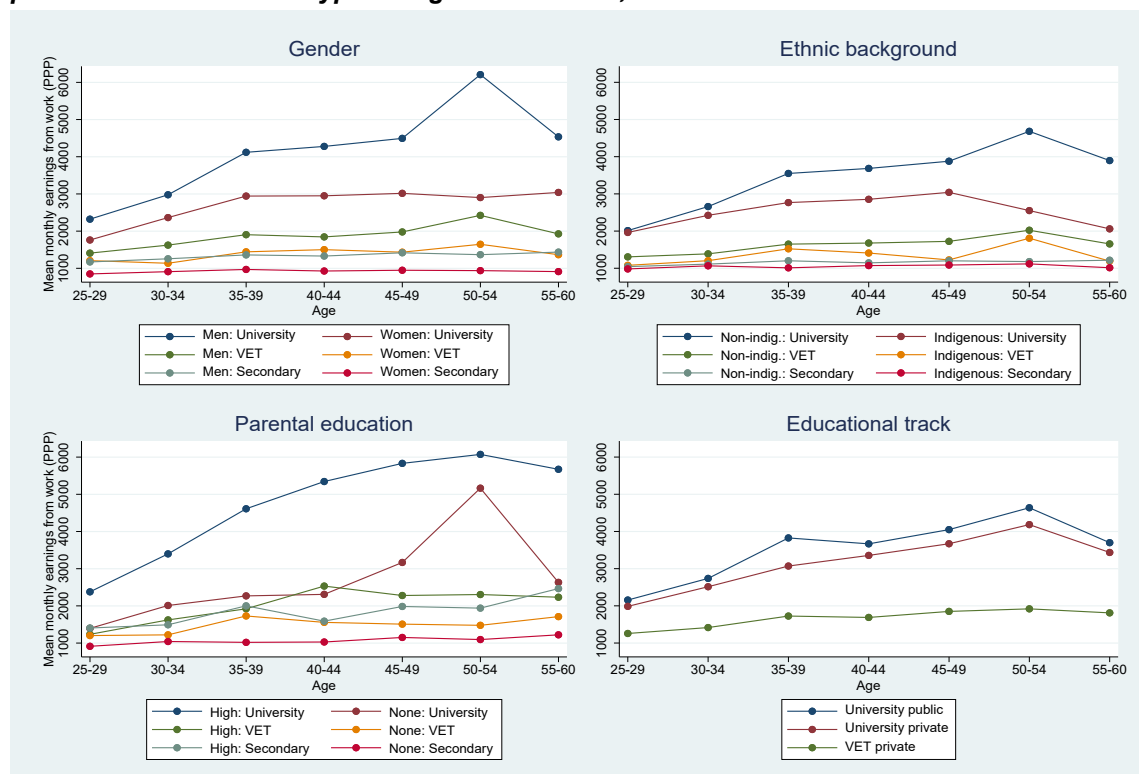 Gender
Mean monthly earnings from work (PPP)
6000
5000
4000
3000
2000
1000
25-29 30-34 35-39 40-44 45-49 50-54 55-60
Age
Men: University Women: University
Men: VET Women: VET
Men: Secondary Women: Secondary
Ethnic background
6000
5000
4000
3000
2000
1000
25-29 30-34 35-39 40-44 45-49 50-54 55-60
Age
Non-indig.: University Indigenous: University
Non-indig.: VET Indigenous: VET
Non-indig.: Secondary Indigenous: Secondary
Parental education
Mean monthly earnings from work (PPP)
6000
5000
4000
3000
2000
1000
25-29 30-34 35-39 40-44 45-49 50-54 55-60
Age
High: University None: University
High: VET None: VET
High: Secondary None: Secondary
Educational track
6000
5000
4000
3000
2000
1000
25-29 30-34 35-39 40-44 45-49 50-54 55-60
Age
University public
University private
VET private